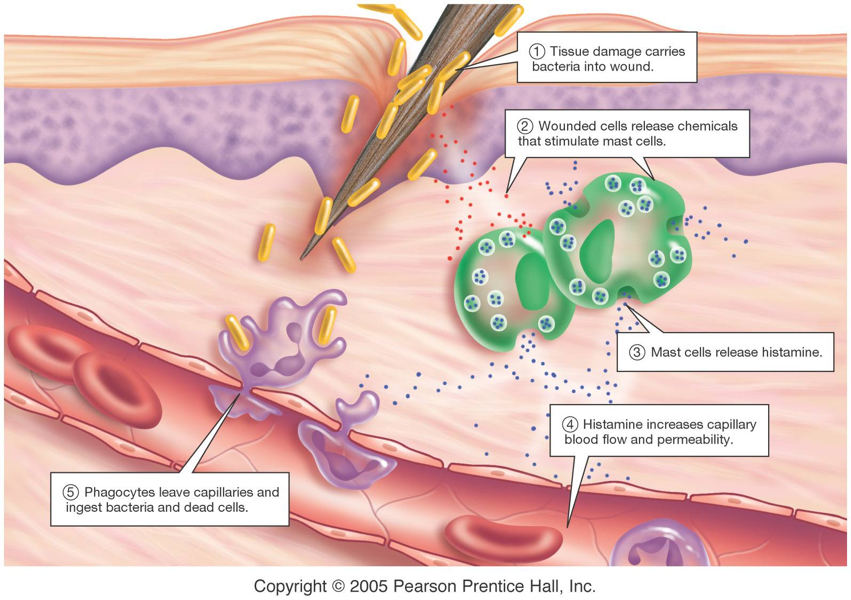 ① Tissue damage carries
bacteria into wound.
② Wounded cells release chemicals
that stimulate mast cells.
③ Mast cells release histamine.
④ Histamine increases capillary
blood flow and permeability.
⑤ Phagocytes leave capillaries and
ingest bacteria and dead cells.
Copyright © 2005 Pearson Prentice Hall, Inc.